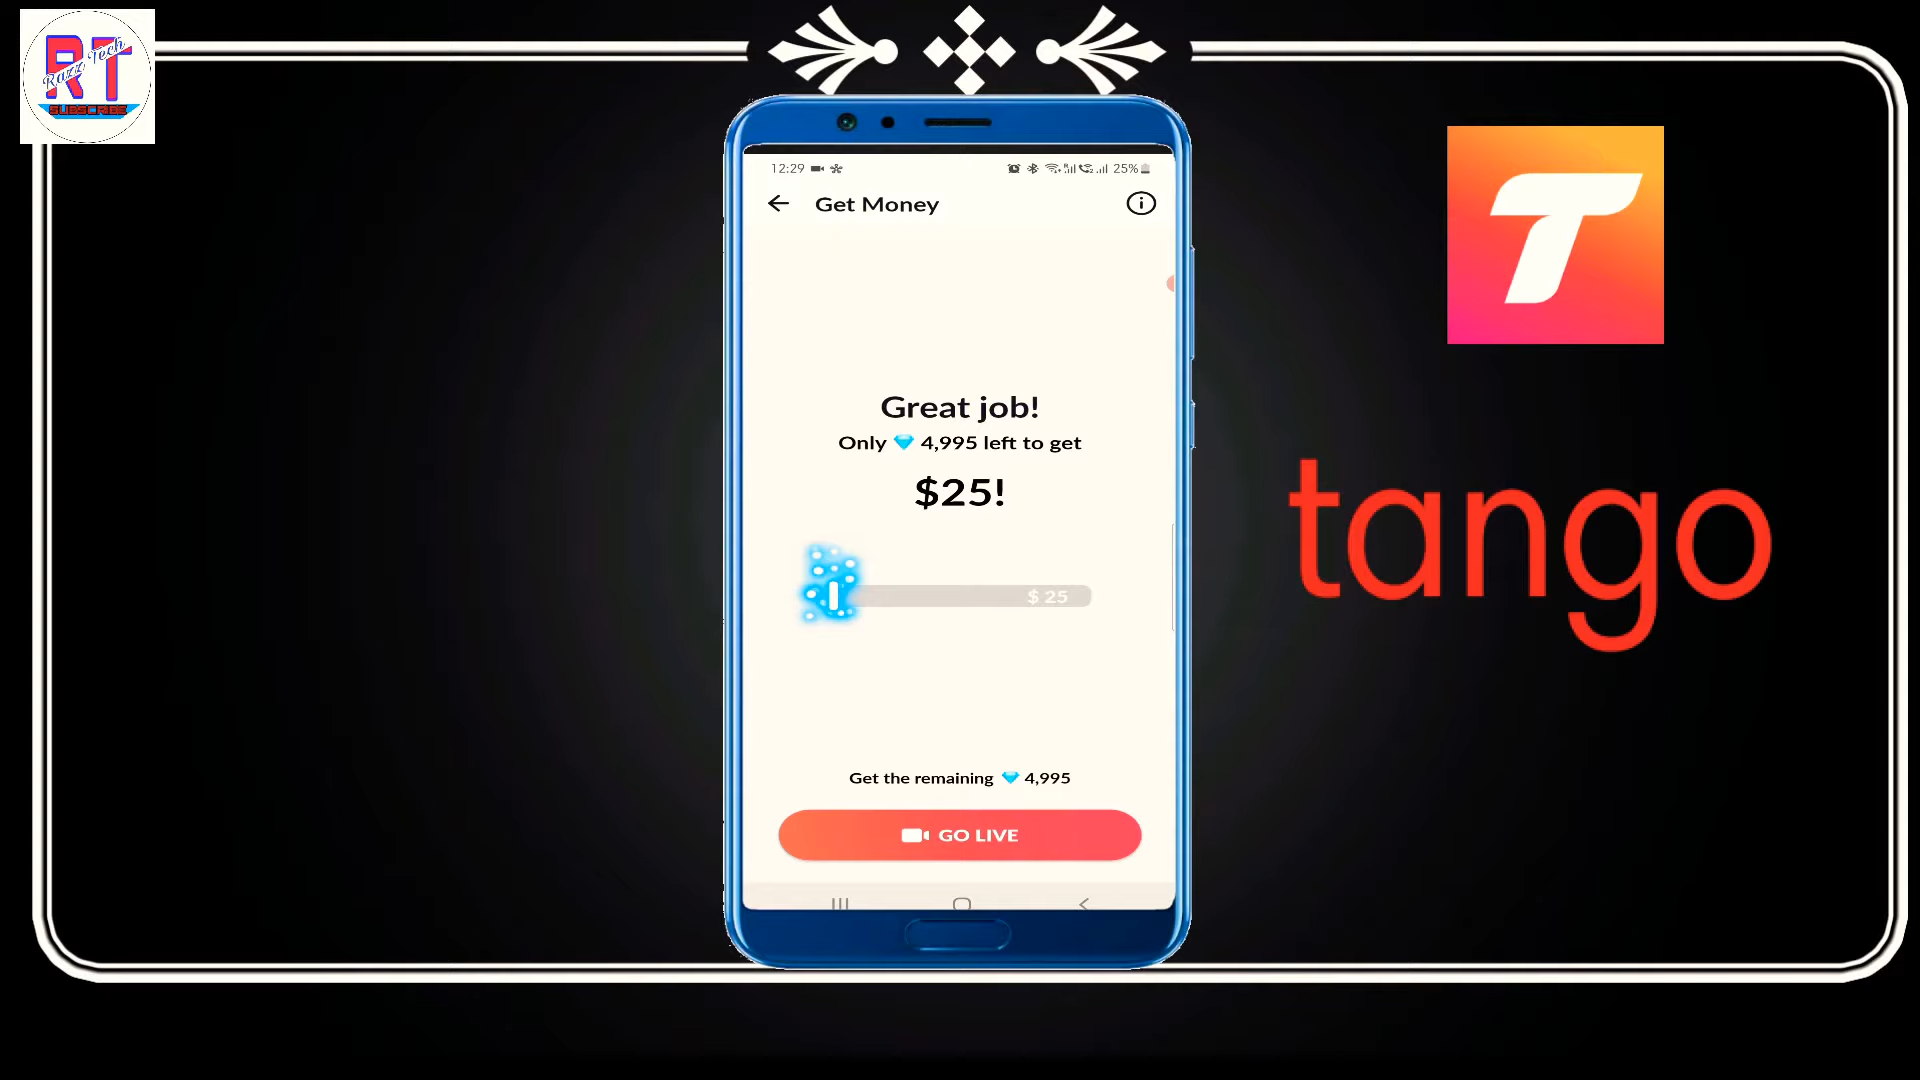 RT
Razz Tech
SUBSCRIBE
12:29
25%
Get Money
Great job!
Only 4,995 left to get
$25!
$ 25
Get the remaining 4,995
GO LIVE
T
tango